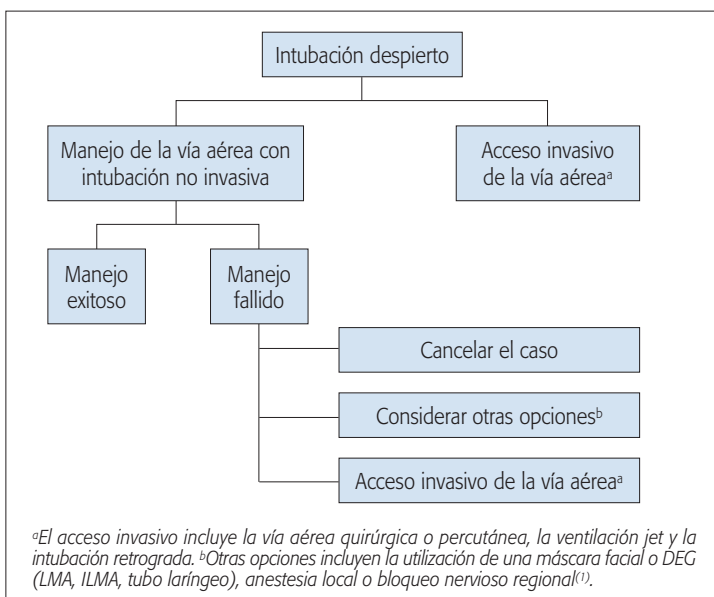 Intubación despierto
Manejo de la vía aérea con
intubación no invasiva
Acceso invasivo
de la vía aéreaᵃ
Manejo
exitoso
Manejo
fallido
Cancelar el caso
Considerar otras opcionesᵇ
Acceso invasivo de la vía aéreaᵃ
ᵃEl acceso invasivo incluye la vía aérea quirúrgica o percutánea, la ventilación jet y la
intubación retrograda. ᵇOtras opciones incluyen la utilización de una máscara facial o DEG
(LMA, ILMA, tubo laríngeo), anestesia local o bloqueo nervioso regional⁽¹⁾.